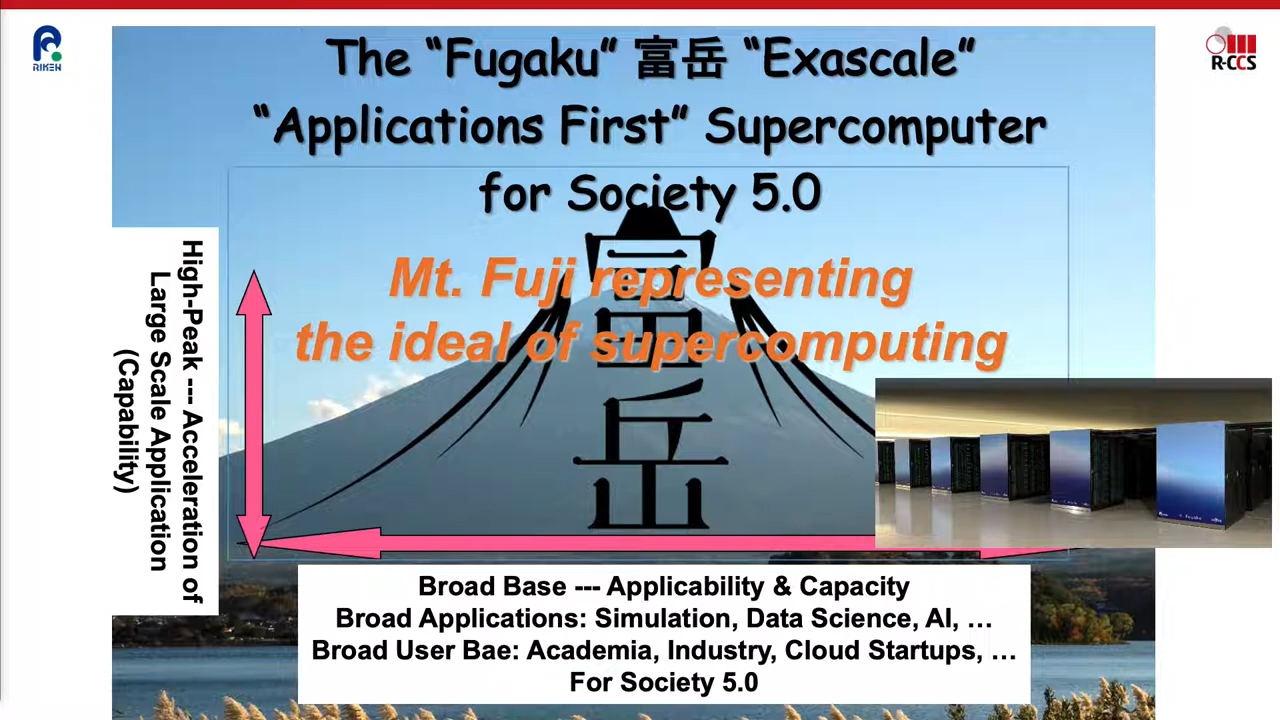 RIKEN
R-CCS
The “Fugaku” 富岳 “Exascale”
“Applications First” Supercomputer
for Society 5.0
富
岳
Mt. Fuji representing
the ideal of supercomputing
High-Peak --- Acceleration of
Large Scale Application
(Capability)
Broad Base --- Applicability & Capacity
Broad Applications: Simulation, Data Science, AI, …
Broad User Bae: Academia, Industry, Cloud Startups, …
For Society 5.0